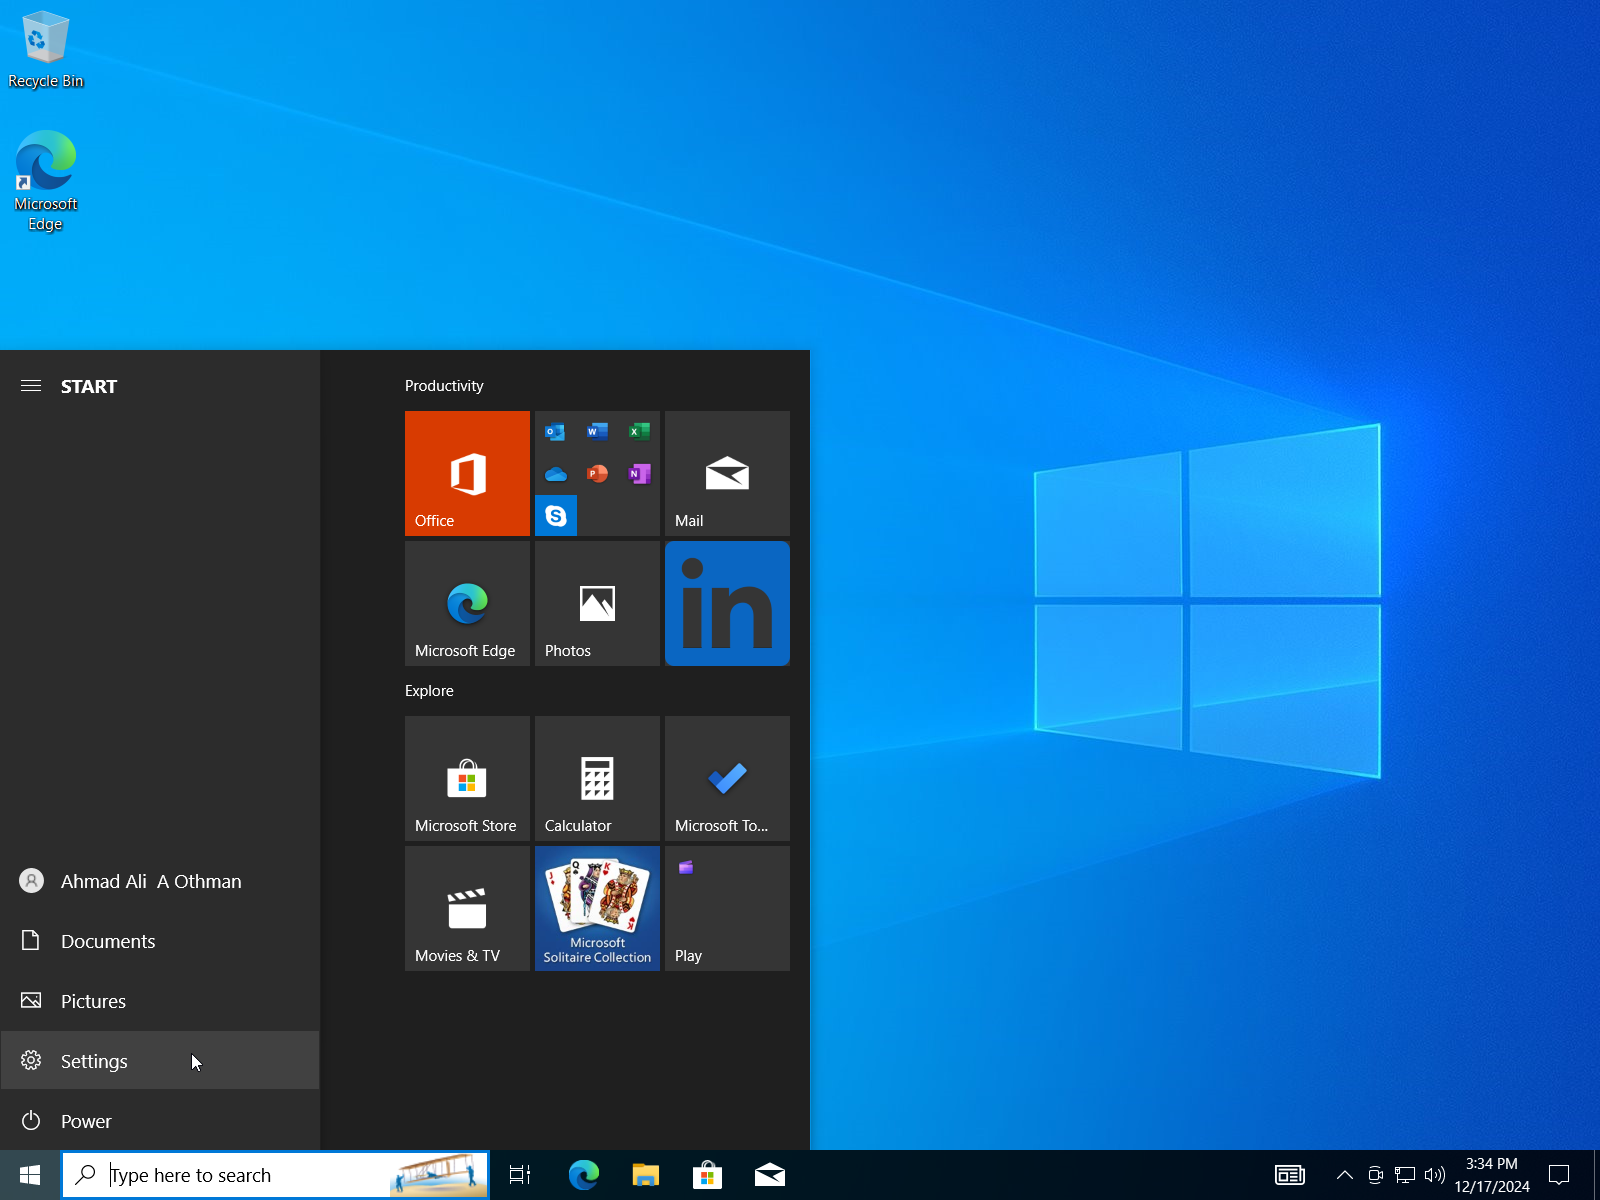 Recycle Bin
Microsoft
Edge
START
Productivity
Office
Mail
Microsoft Edge
Photos
in
Explore
Microsoft Store
Calculator
Microsoft To...
Movies & TV
Microsoft
Solitaire Collection
Play
Ahmad Ali  A Othman
Documents
Pictures
Settings
Power
Type here to search
3:34 PM
12/17/2024